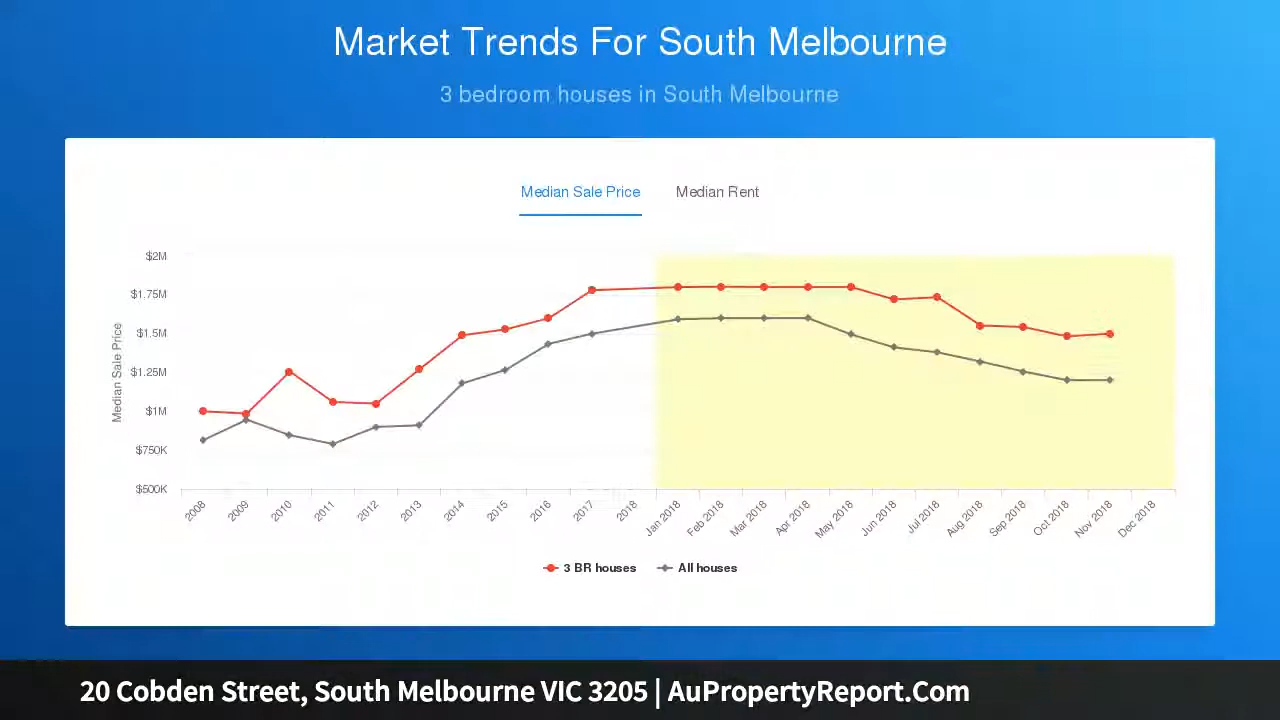 Market Trends For South Melbourne
3 bedroom houses in South Melbourne
Median Sale Price
Median Rent
Median Sale Price
$2M
$1.75M
$1.5M
$1.25M
$1M
$750K
$500K
2008
2009
2010
2011
2012
2013
2014
2015
2016
2017
2018
Jan 2018
Feb 2018
Mar 2018
Apr 2018
May 2018
Jun 2018
Jul 2018
Aug 2018
Sep 2018
Oct 2018
Nov 2018
Dec 2018
3 BR houses
All houses
20 Cobden Street, South Melbourne VIC 3205 | AuPropertyReport.Com